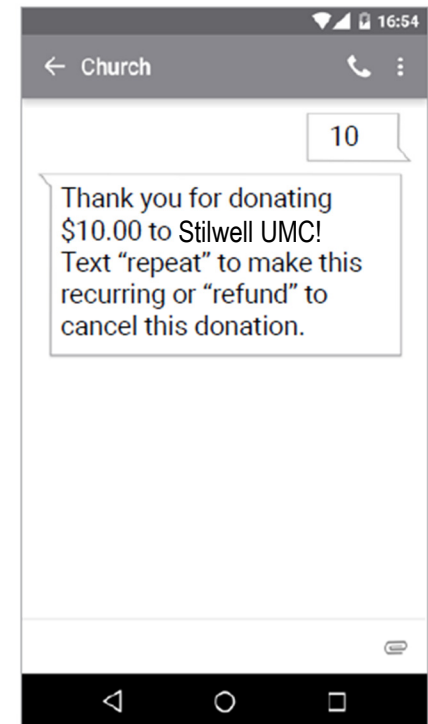 16:54
Church
10
Thank you for donating
$10.00 to Stilwell UMC!
Text “repeat” to make this
recurring or “refund” to
cancel this donation.